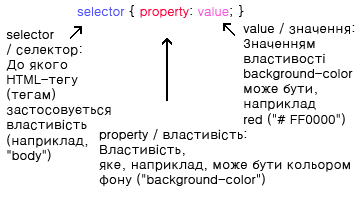 selector { property: value; }
selector
/ селектор:
До якого
HTML-тегу
(тегам)
застосовується
властивість
(наприклад,
"body")
property / властивість:
Властивість,
яке, наприклад, може бути кольором
фону ("background-color")
value / значення:
Значенням
властивості
background-color
може бути,
наприклад
red ("# FF0000")